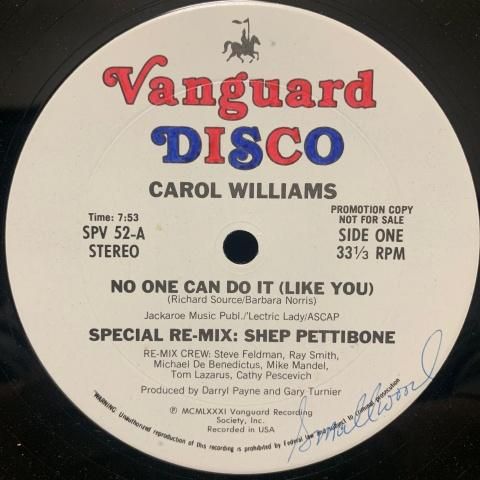 Vanguard
DISCO
CAROL WILLIAMS
Time: 7:53
SPV 52-A
STEREO
PROMOTION COPY
NOT FOR SALE
SIDE ONE
33⅓ RPM
NO ONE CAN DO IT (LIKE YOU)
(Richard Source/Barbara Norris)
Jackaroe Music Publ./'Lectric Lady/ASCAP
SPECIAL RE-MIX: SHEP PETTIBONE
RE-MIX CREW: Steve Feldman, Ray Smith,
Michael De Benedictus, Mike Mandel,
Tom Lazarus, Cathy Pescevich
Produced by Darryl Payne and Gary Turnier
℗ MCMLXXXI Vanguard Recording
Society, Inc.
Recorded in USA
"WARNING: Unauthorized reproduction of this recording is prohibited by Federal law and subject to criminal prosecution
Smallwood